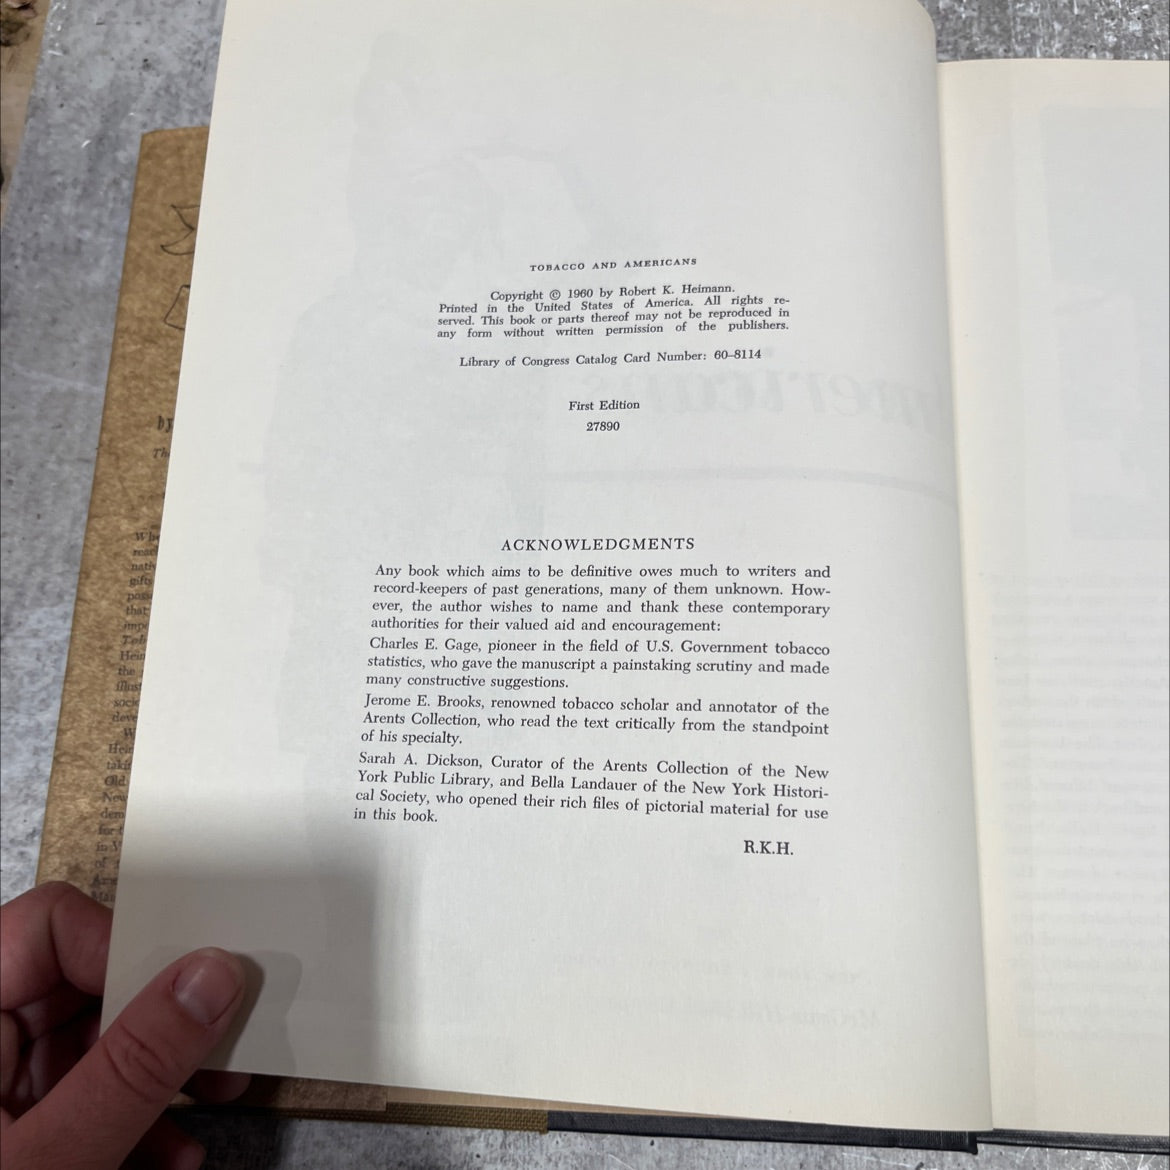 TOBACCO AND AMERICANS
Copyright © 1960 by Robert K. Heimann.
Printed in the United States of America. All rights re-
served. This book or parts thereof may not be reproduced in
any form without written permission of the publishers.
Library of Congress Catalog Card Number: 60–8114
First Edition
27890
ACKNOWLEDGMENTS
Any book which aims to be definitive owes much to writers and
record-keepers of past generations, many of them unknown. How-
ever, the author wishes to name and thank these contemporary
authorities for their valued aid and encouragement:
Charles E. Gage, pioneer in the field of U.S. Government tobacco
statistics, who gave the manuscript a painstaking scrutiny and made
many constructive suggestions.
Jerome E. Brooks, renowned tobacco scholar and annotator of the
Arents Collection, who read the text critically from the standpoint
of his specialty.
Sarah A. Dickson, Curator of the Arents Collection of the New
York Public Library, and Bella Landauer of the New York Histori-
cal Society, who opened their rich files of pictorial material for use
in this book.
R.K.H.